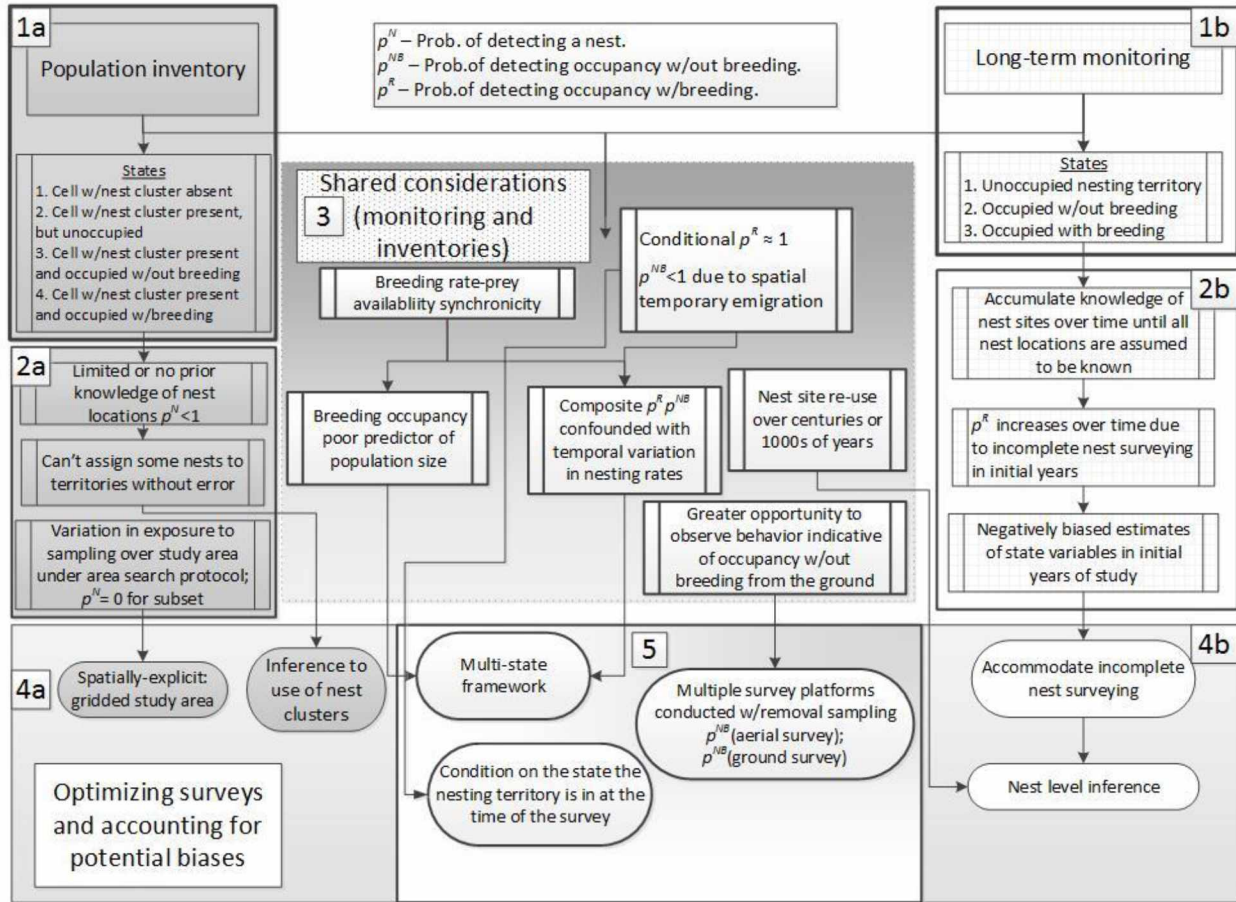 1a
Population inventory
p^N – Prob. of detecting a nest.
p^NB – Prob.of detecting occupancy w/out breeding.
p^R – Prob.of detecting occupancy w/breeding.
1b
Long-term monitoring
States
1. Cell w/nest cluster absent
2. Cell w/nest cluster present,
but unoccupied
3. Cell w/nest cluster present
and occupied w/out breeding
4. Cell w/nest cluster present
and occupied w/breeding
States
1. Unoccupied nesting territory
2. Occupied w/out breeding
3. Occupied with breeding
Shared considerations
3
(monitoring and
inventories)
Breeding rate-prey
availabliity synchronicity
Conditional p^R ≈ 1
p^NB<1 due to spatial
temporary emigration
2a
Limited or no prior
knowledge of nest
locations p^N<1
Can't assign some nests to
territories without error
Variation in exposure to
sampling over study area
under area search protocol;
p^N= 0 for subset
Breeding occupancy
poor predictor of
population size
Composite p^R p^NB
confounded with
temporal variation
in nesting rates
Nest site re-use
over centuries or
1000s of years
Greater opportunity to
observe behavior indicative
of occupancy w/out
breeding from the ground
2b
Accumulate knowledge of
nest sites over time until all
nest locations are assumed
to be known
p^R increases over time due
to incomplete nest surveying
in initial years
Negatively biased estimates
of state variables in initial
years of study
4a
Spatially-explicit:
gridded study area
Inference to
use of nest
clusters
Optimizing surveys
and accounting for
potential biases
5
Multi-state
framework
Multiple survey platforms
conducted w/removal sampling
p^NB(aerial survey);
p^NB(ground survey)
Condition on the state the
nesting territory is in at the
time of the survey
4b
Accommodate incomplete
nest surveying
Nest level inference